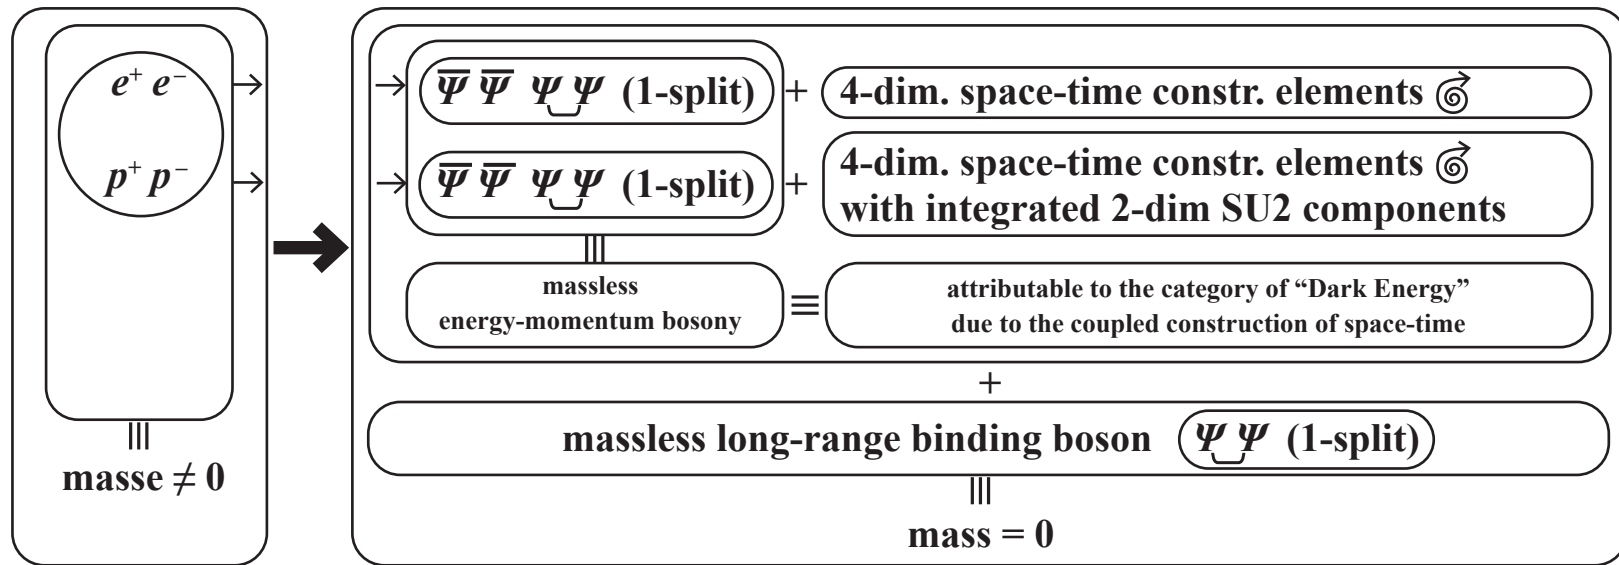 e⁺ e⁻
p⁺ p⁻
masse ≠ 0
Ψ̅ Ψ̅ Ψ Ψ (1-split) + 4-dim. space-time constr. elements
Ψ̅ Ψ̅ Ψ Ψ (1-split) + 4-dim. space-time constr. elements
with integrated 2-dim SU2 components
massless
energy-momentum bosony
≡
attributable to the category of “Dark Energy”
due to the coupled construction of space-time
+
massless long-range binding boson Ψ Ψ (1-split)
mass = 0